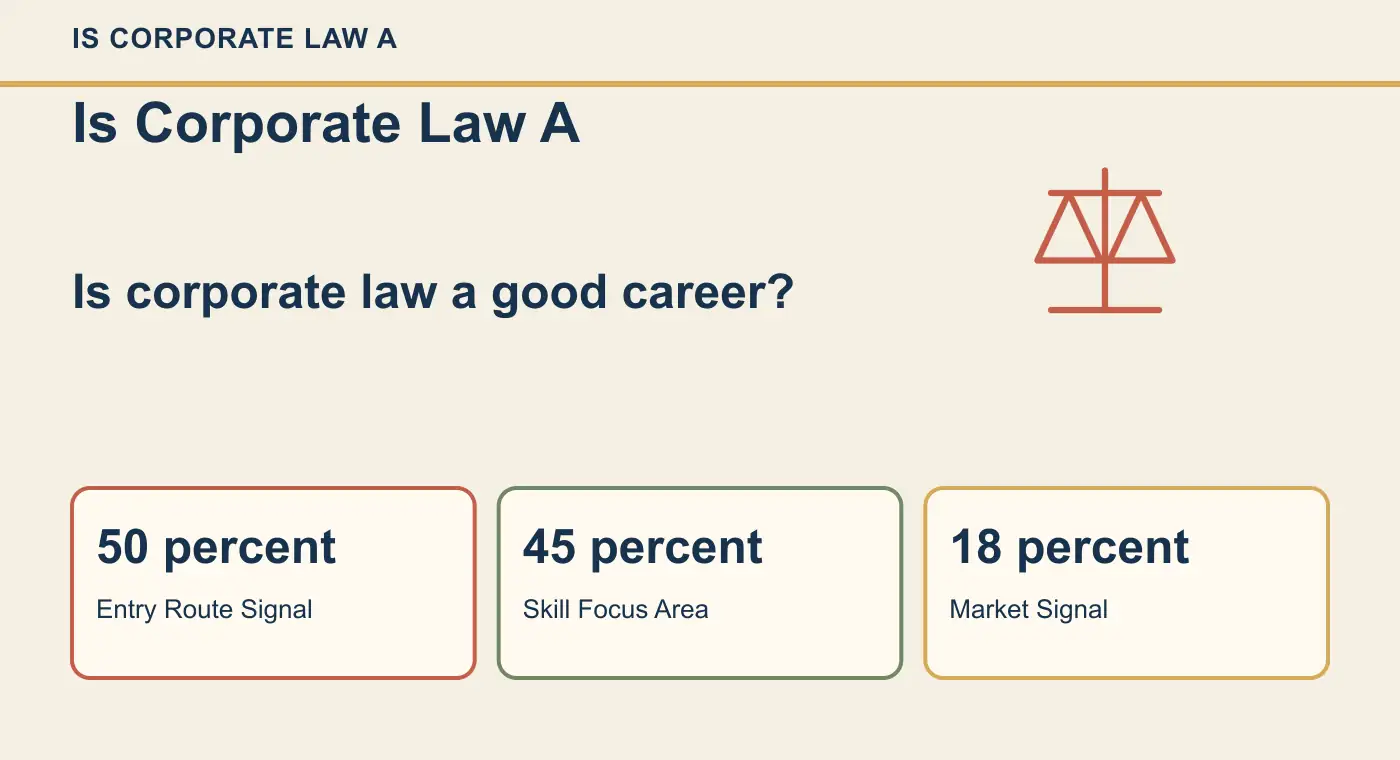 IS CORPORATE LAW A
Is Corporate Law A
Is corporate law a good career?
50 percent
Entry Route Signal
45 percent
Skill Focus Area
18 percent
Market Signal